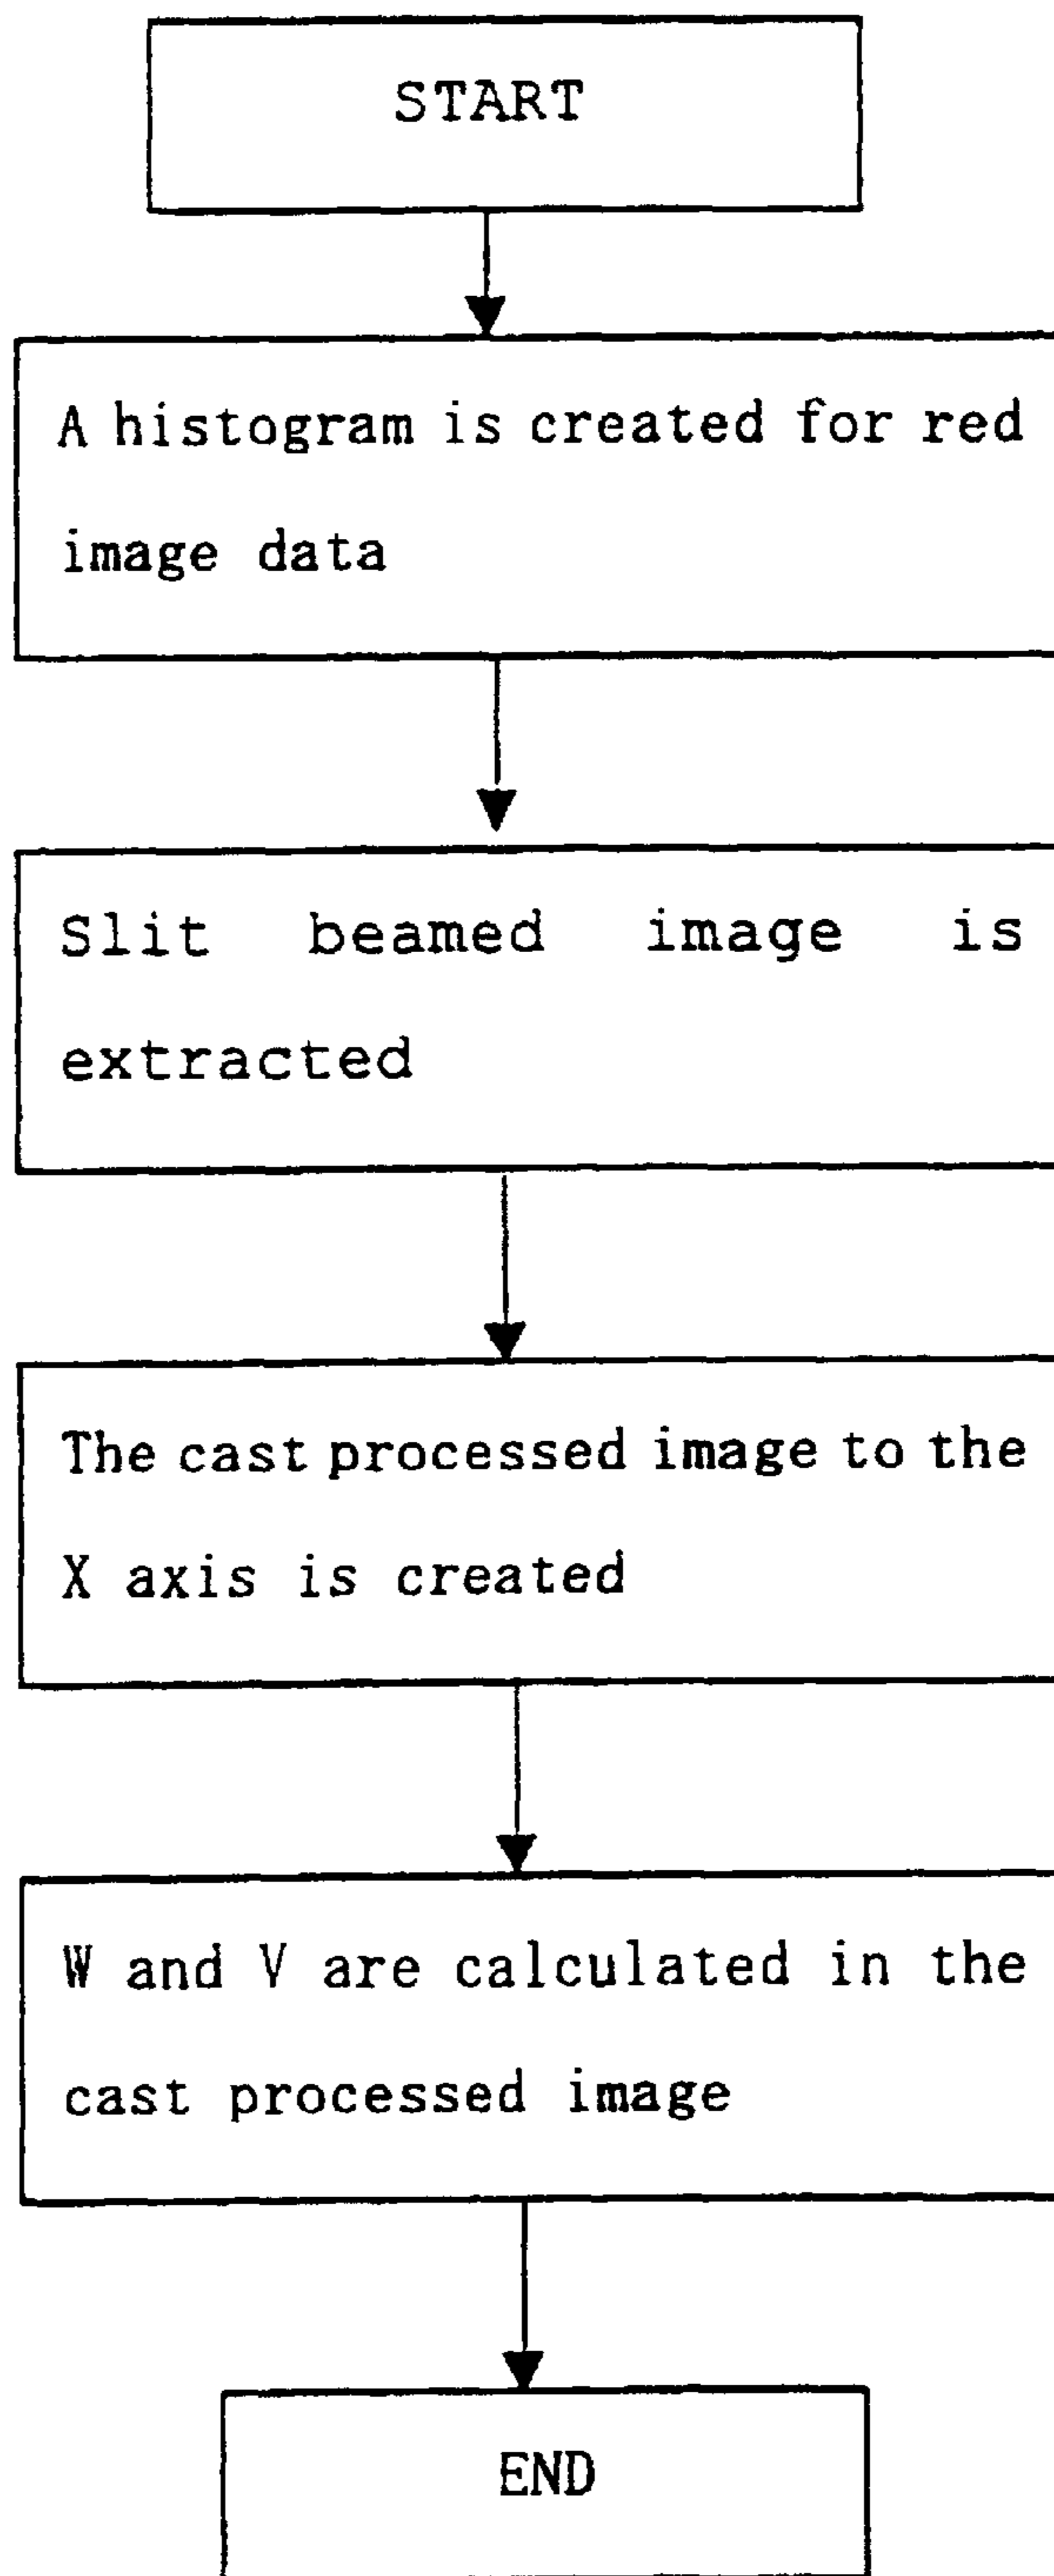 START
A histogram is created for red
image data
Slit beamed image is
extracted
The cast processed image to the
X axis is created
W and V are calculated in the
cast processed image
END